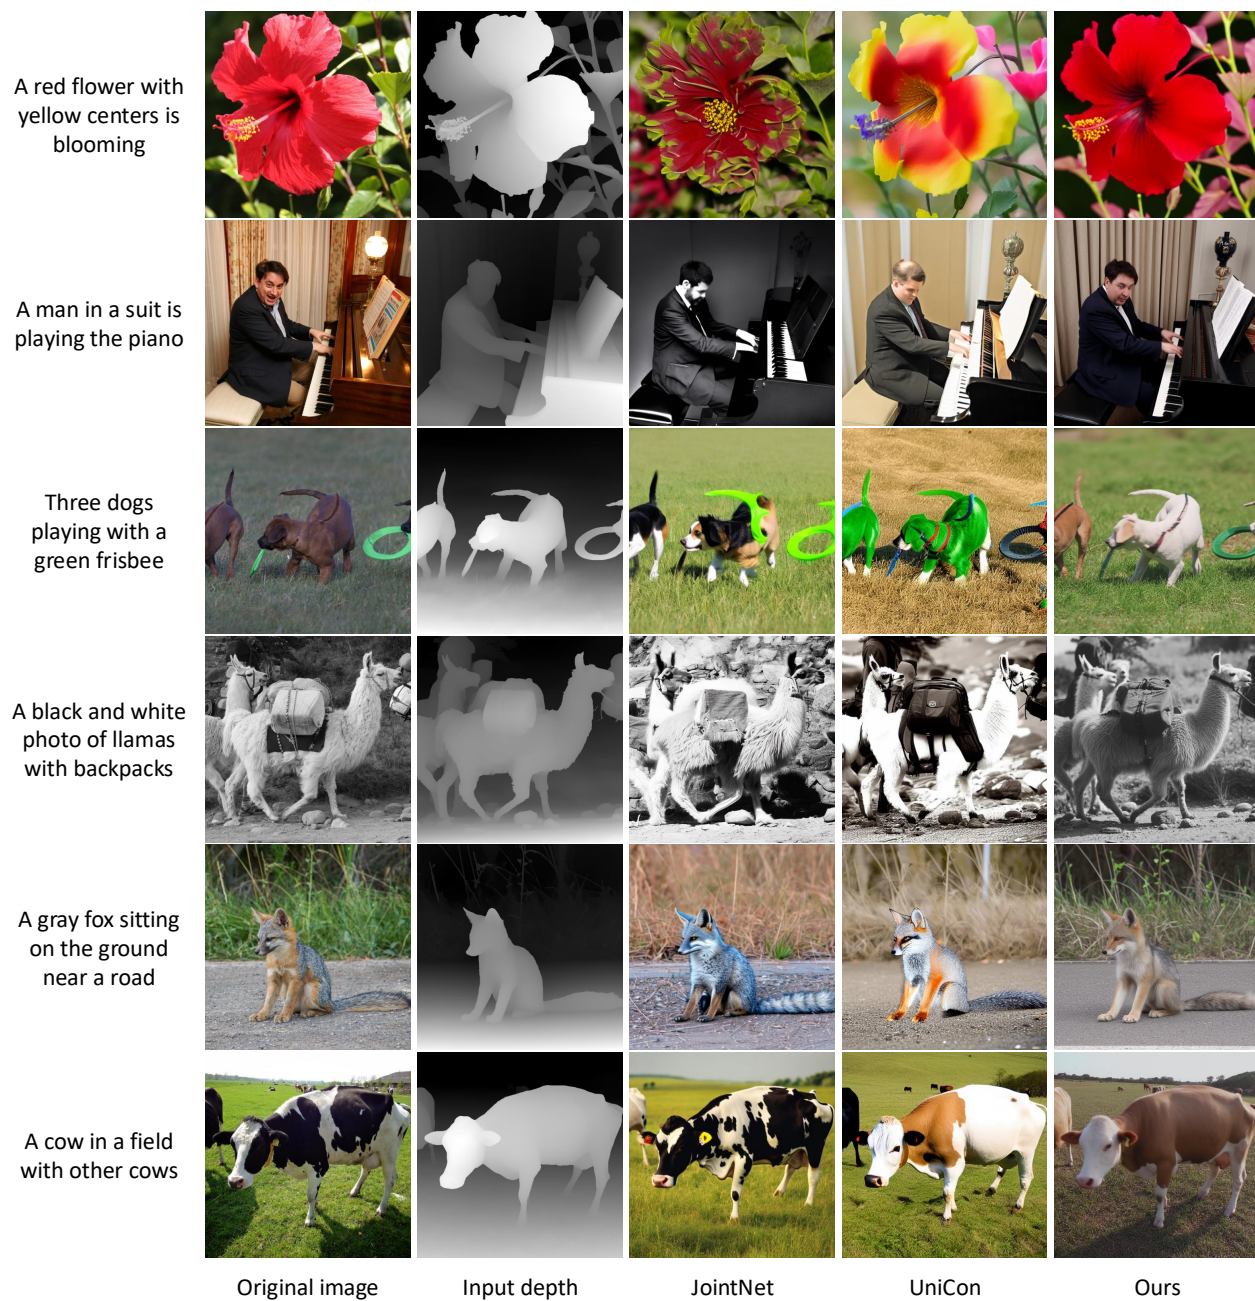 A red flower with
yellow centers is
blooming
A man in a suit is
playing the piano
Three dogs
playing with a
green frisbee
A black and white
photo of llamas
with backpacks
A gray fox sitting
on the ground
near a road
A cow in a field
with other cows
Original image
Input depth
JointNet
UniCon
Ours